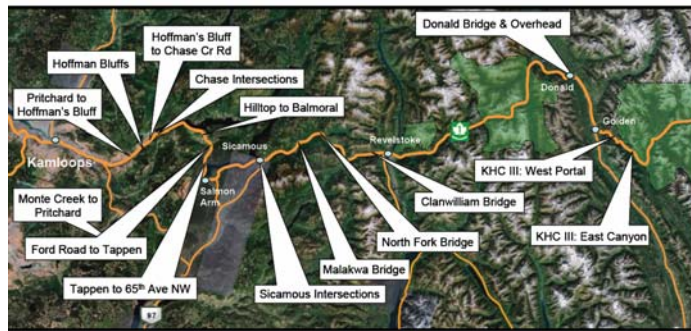 Donald Bridge & Overhead
Hoffman's Bluff
to Chase Cr Rd
Hoffman Bluffs
Chase Intersections
Pritchard to
Hoffman's Bluff
Hilltop to Balmoral
Donald
Golden
Revelstoke
1
Sicamous
Kamloops
KHC III: West Portal
Salmon
Arm
Monte Creek to
Pritchard
Clanwilliam Bridge
Ford Road to Tappen
North Fork Bridge
KHC III: East Canyon
Malakwa Bridge
Tappen to 65th Ave NW
Sicamous Intersections
97